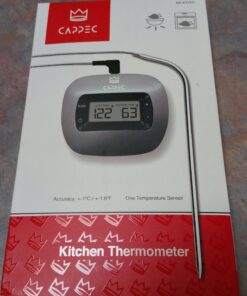 CAPPEC
122 63
Accuracy: +-1°C / +-1.8°F One Temperature Sensor
Kitchen Thermometer